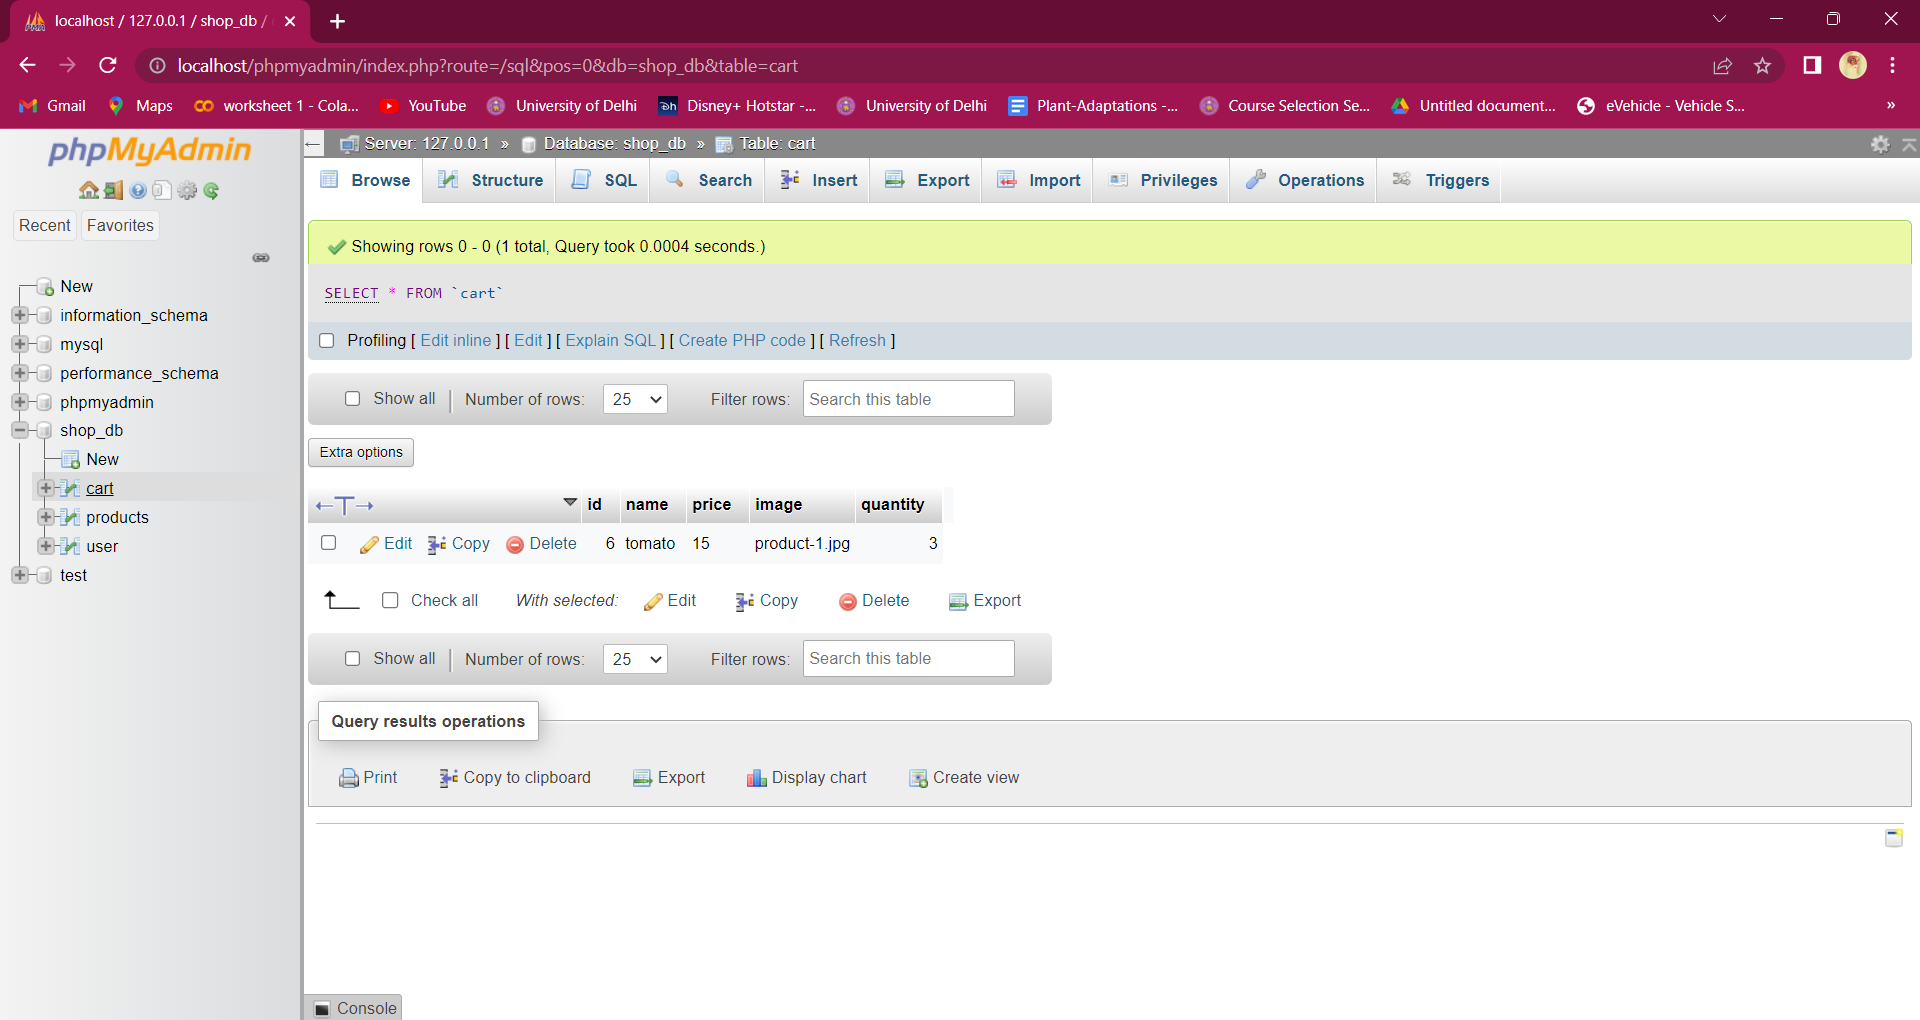 localhost / 127.0.0.1 / shop_db /
localhost/phpmyadmin/index.php?route=/sql&pos=0&db=shop_db&table=cart
Gmail Maps worksheet 1 - Cola... YouTube University of Delhi Disney+ Hotstar -... University of Delhi Plant-Adaptations -... Course Selection Se... Untitled document... eVehicle - Vehicle S... »
phpMyAdmin
Recent Favorites
New
information_schema
mysql
performance_schema
phpmyadmin
shop_db
New
cart
products
user
test
Server: 127.0.0.1 » Database: shop_db » Table: cart
Browse Structure SQL Search Insert Export Import Privileges Operations Triggers
Showing rows 0 - 0 (1 total, Query took 0.0004 seconds.)
SELECT * FROM `cart`
Profiling [ Edit inline ] [ Edit ] [ Explain SQL ] [ Create PHP code ] [ Refresh ]
Show all | Number of rows: 25 Filter rows: Search this table
Extra options
←T→ id name price image quantity
Edit Copy Delete 6 tomato 15 product-1.jpg 3
Check all With selected: Edit Copy Delete Export
Show all | Number of rows: 25 Filter rows: Search this table
Query results operations
Print Copy to clipboard Export Display chart Create view
Console